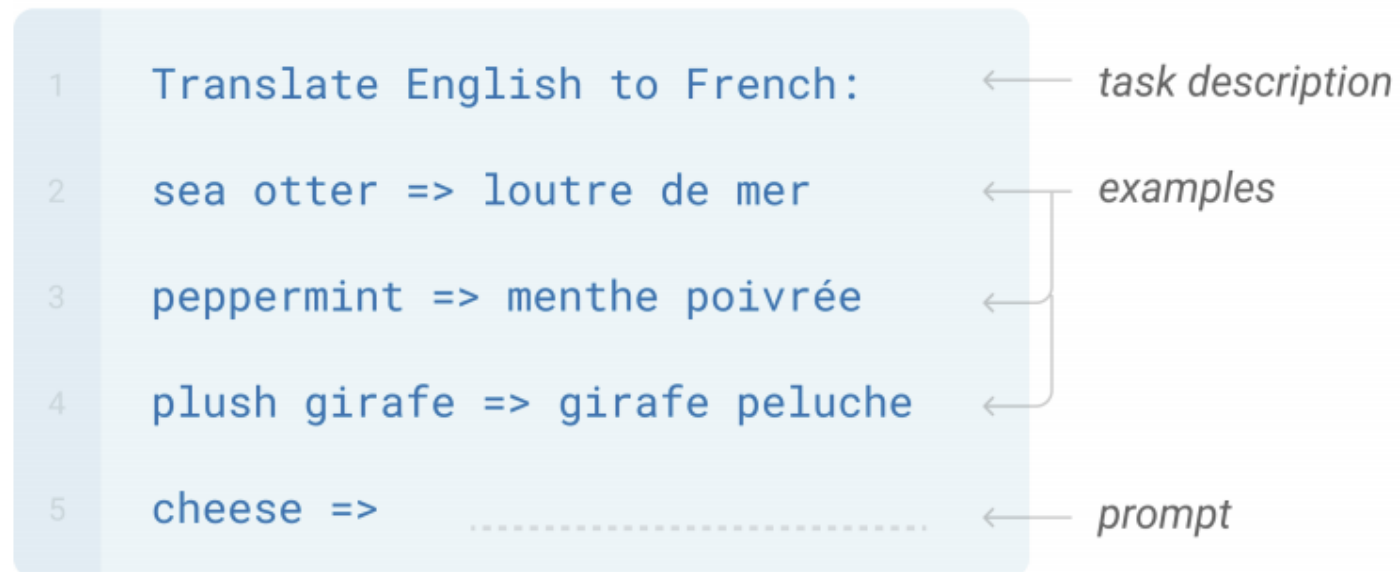 1 Translate English to French: task description
2 sea otter => loutre de mer examples
3 peppermint => menthe poivrée
4 plush girafe => girafe peluche
5 cheese => prompt